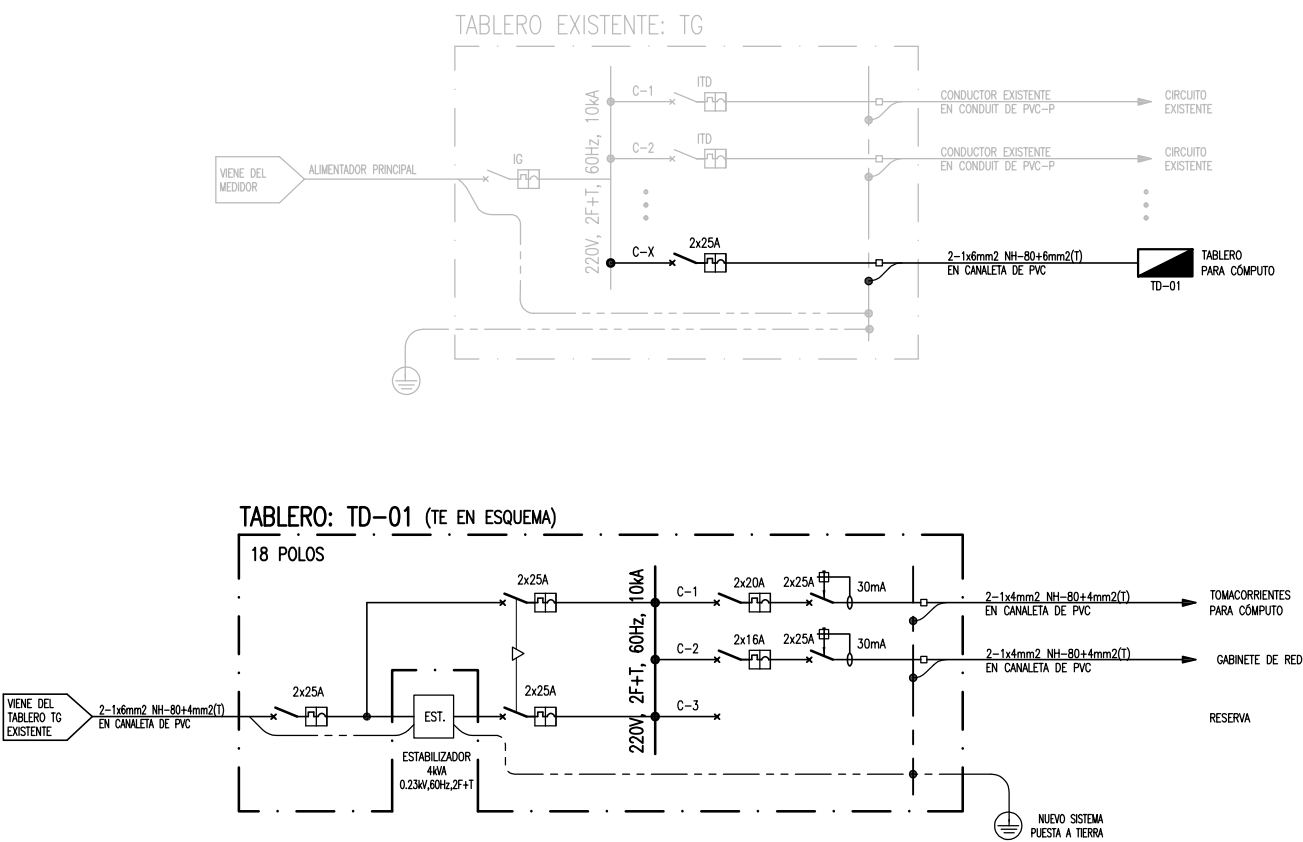 TABLERO EXISTENTE: TG
ITD
C-1
CONDUCTOR EXISTENTE
EN CONDUIT DE PVC-P
CIRCUITO
EXISTENTE
ITD
C-2
CONDUCTOR EXISTENTE
EN CONDUIT DE PVC-P
CIRCUITO
EXISTENTE
220V, 2F+T, 60Hz, 10kA
VIENE DEL
MEDIDOR
ALIMENTADOR PRINCIPAL
IG
C-X
2x25A
2-1x6mm2 NH-80+6mm2(T)
EN CANALETA DE PVC
TABLERO
PARA CÓMPUTO
TD-01
TABLERO: TD-01 (TE EN ESQUEMA)
18 POLOS
2x25A
220V, 2F+T, 60Hz, 10kA
C-1
2x20A
2x25A
30mA
2-1x4mm2 NH-80+4mm2(T)
EN CANALETA DE PVC
TOMACORRIENTES
PARA CÓMPUTO
C-2
2x16A
2x25A
30mA
2-1x4mm2 NH-80+4mm2(T)
EN CANALETA DE PVC
GABINETE DE RED
VIENE DEL
TABLERO TG
EXISTENTE
2-1x6mm2 NH-80+4mm2(T)
EN CANALETA DE PVC
2x25A
EST.
2x25A
C-3
RESERVA
ESTABILIZADOR
4kVA
0.23kV,60Hz,2F+T
NUEVO SISTEMA
PUESTA A TIERRA